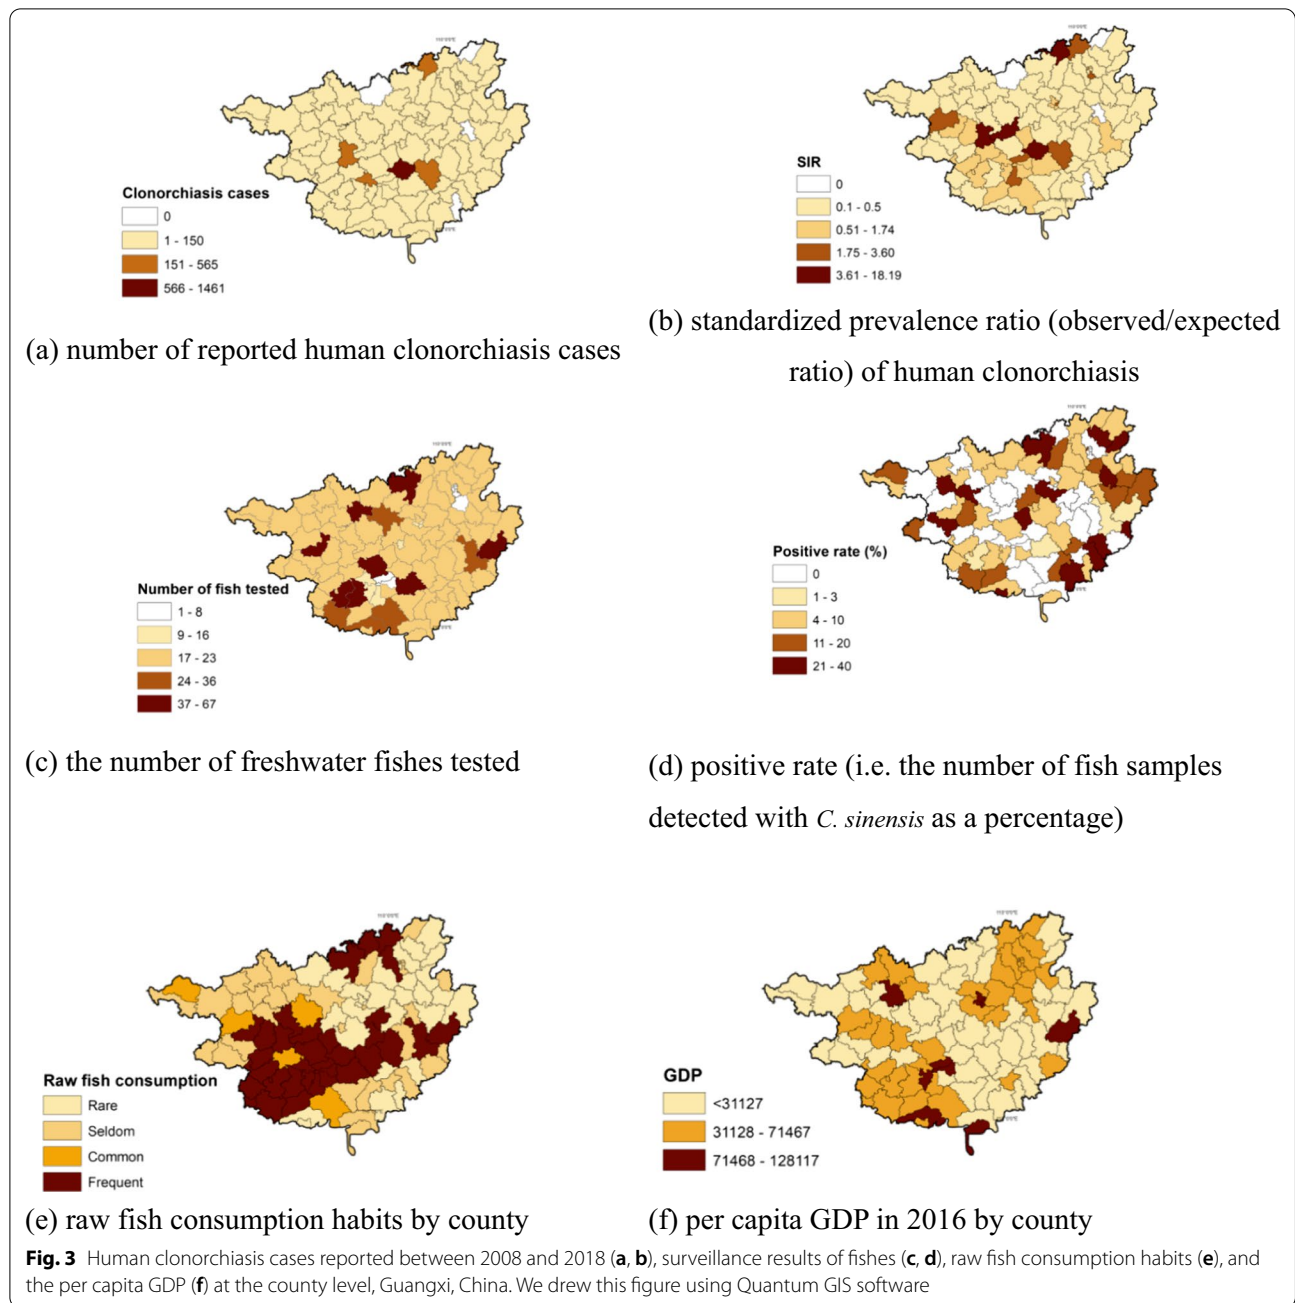 Clonorchiasis cases
0
1 - 150
151 - 565
566 - 1461
(a) number of reported human clonorchiasis cases
SIR
0
0.1 - 0.5
0.51 - 1.74
1.75 - 3.60
3.61 - 18.19
(b) standardized prevalence ratio (observed/expected
ratio) of human clonorchiasis
Number of fish tested
1 - 8
9 - 16
17 - 23
24 - 36
37 - 67
(c) the number of freshwater fishes tested
Positive rate (%)
0
1 - 3
4 - 10
11 - 20
21 - 40
(d) positive rate (i.e. the number of fish samples
detected with C. sinensis as a percentage)
Raw fish consumption
Rare
Seldom
Common
Frequent
(e) raw fish consumption habits by county
GDP
<31127
31128 - 71467
71468 - 128117
(f) per capita GDP in 2016 by county
Fig. 3 Human clonorchiasis cases reported between 2008 and 2018 (a, b), surveillance results of fishes (c, d), raw fish consumption habits (e), and
the per capita GDP (f) at the county level, Guangxi, China. We drew this figure using Quantum GIS software